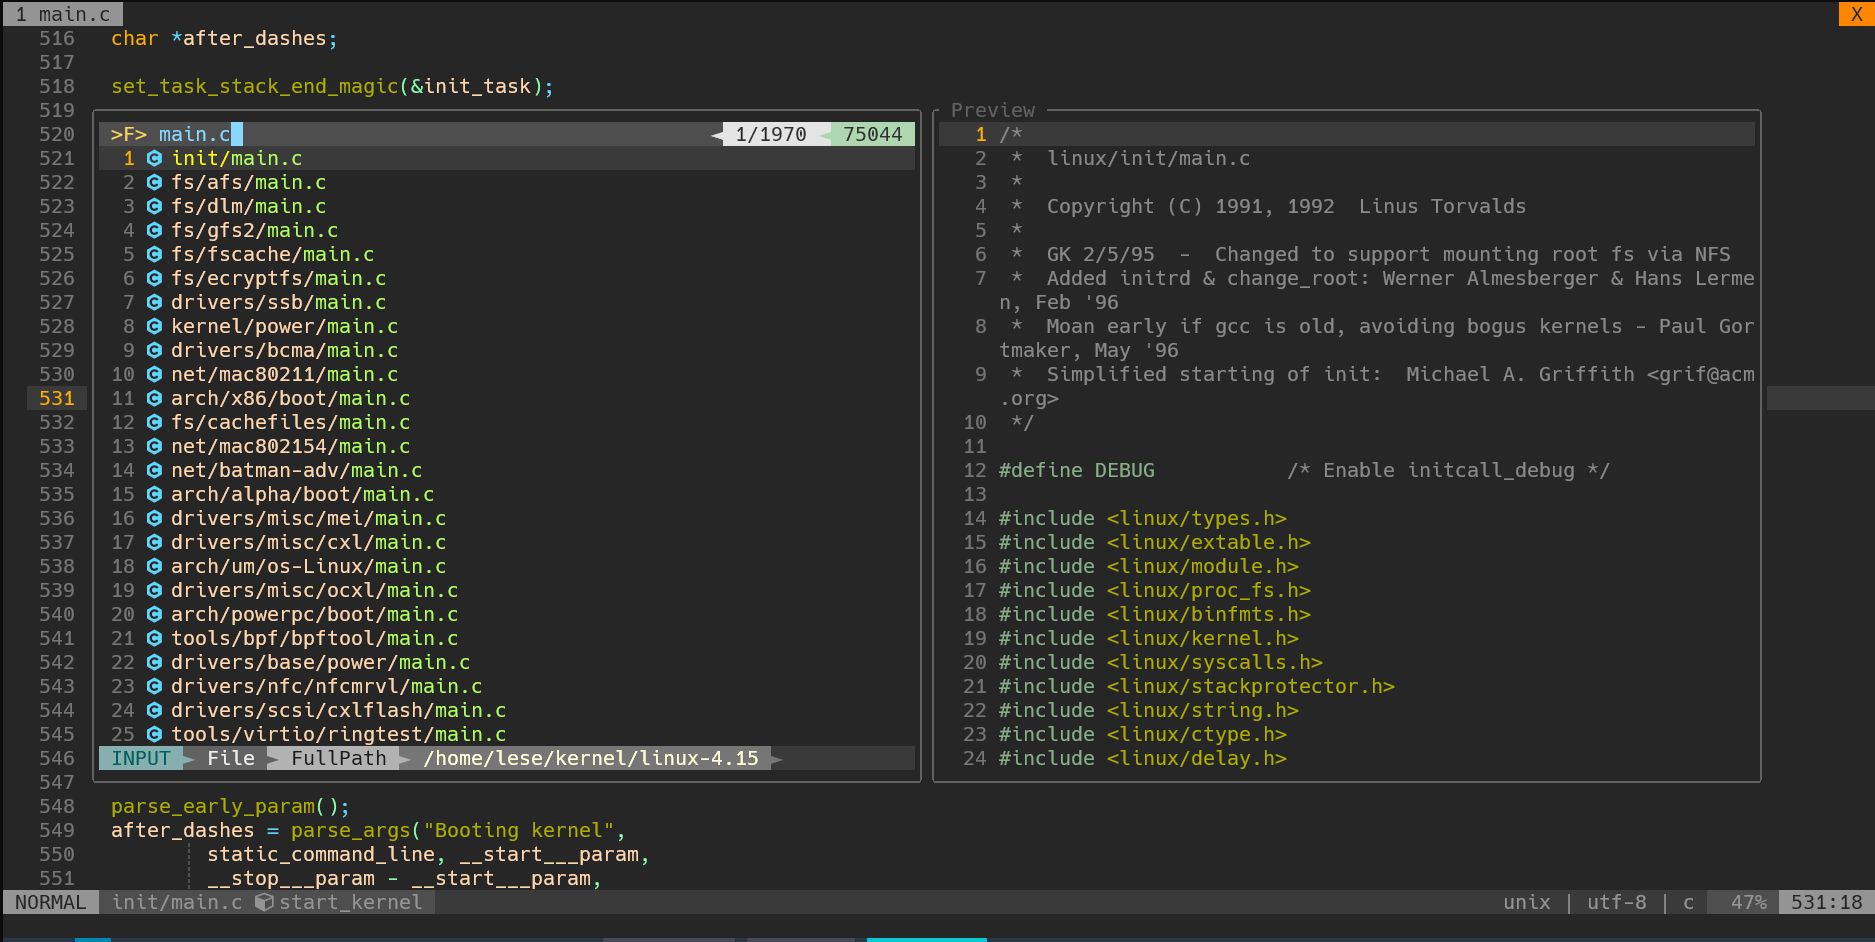 1 main.c X
516 char *after_dashes;
517
518 set_task_stack_end_magic(&init_task);
519
520
521
522
523
524
525
526
527
528
529
530
531
532
533
534
535
536
537
538
539
540
541
542
543
544
545
546
547
>F> main.c 1/1970 75044
1 init/main.c
2 fs/afs/main.c
3 fs/dlm/main.c
4 fs/gfs2/main.c
5 fs/fscache/main.c
6 fs/ecryptfs/main.c
7 drivers/ssb/main.c
8 kernel/power/main.c
9 drivers/bcma/main.c
10 net/mac80211/main.c
11 arch/x86/boot/main.c
12 fs/cachefiles/main.c
13 net/mac802154/main.c
14 net/batman-adv/main.c
15 arch/alpha/boot/main.c
16 drivers/misc/mei/main.c
17 drivers/misc/cxl/main.c
18 arch/um/os-Linux/main.c
19 drivers/misc/ocxl/main.c
20 arch/powerpc/boot/main.c
21 tools/bpf/bpftool/main.c
22 drivers/base/power/main.c
23 drivers/nfc/nfcmrvl/main.c
24 drivers/scsi/cxlflash/main.c
25 tools/virtio/ringtest/main.c
INPUT File FullPath /home/lese/kernel/linux-4.15
Preview
1 /*
2 * linux/init/main.c
3 *
4 * Copyright (C) 1991, 1992 Linus Torvalds
5 *
6 * GK 2/5/95 - Changed to support mounting root fs via NFS
7 * Added initrd & change_root: Werner Almesberger & Hans Lerme
n, Feb '96
8 * Moan early if gcc is old, avoiding bogus kernels - Paul Gor
tmaker, May '96
9 * Simplified starting of init: Michael A. Griffith <grif@acm
.org>
10 */
11
12 #define DEBUG /* Enable initcall_debug */
13
14 #include <linux/types.h>
15 #include <linux/extable.h>
16 #include <linux/module.h>
17 #include <linux/proc_fs.h>
18 #include <linux/binfmts.h>
19 #include <linux/kernel.h>
20 #include <linux/syscalls.h>
21 #include <linux/stackprotector.h>
22 #include <linux/string.h>
23 #include <linux/ctype.h>
24 #include <linux/delay.h>
548 parse_early_param();
549 after_dashes = parse_args("Booting kernel",
550 static_command_line, __start___param,
551 __stop___param - __start___param,
NORMAL init/main.c start_kernel unix | utf-8 | c 47% 531:18